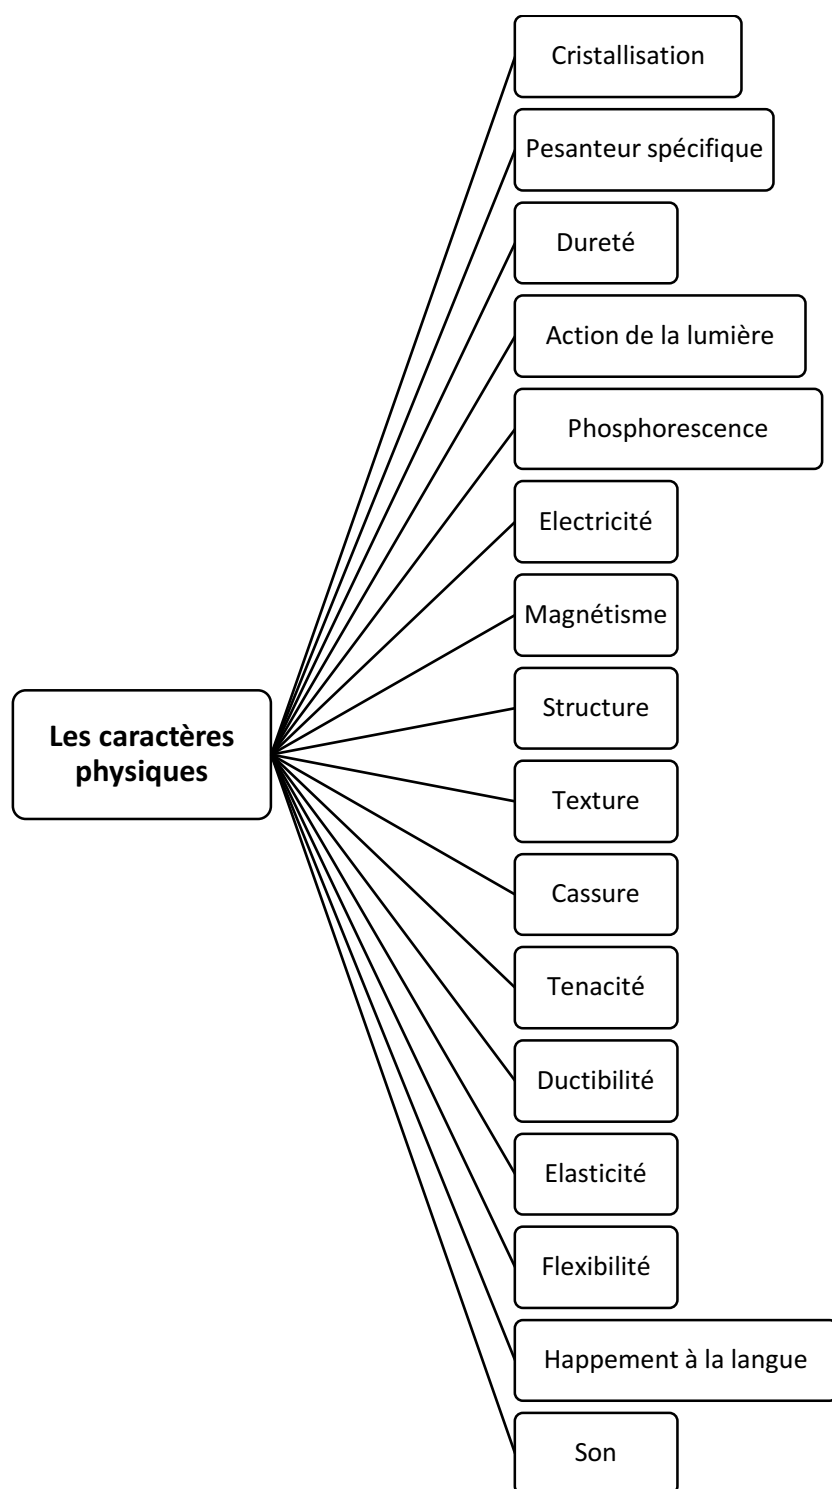 Cristallisation
Pesanteur spécifique
Dureté
Action de la lumière
Phosphorescence
Electricité
Magnétisme
Structure
Les caractères
physiques
Texture
Cassure
Tenacité
Ductibilité
Elasticité
Flexibilité
Happement à la langue
Son